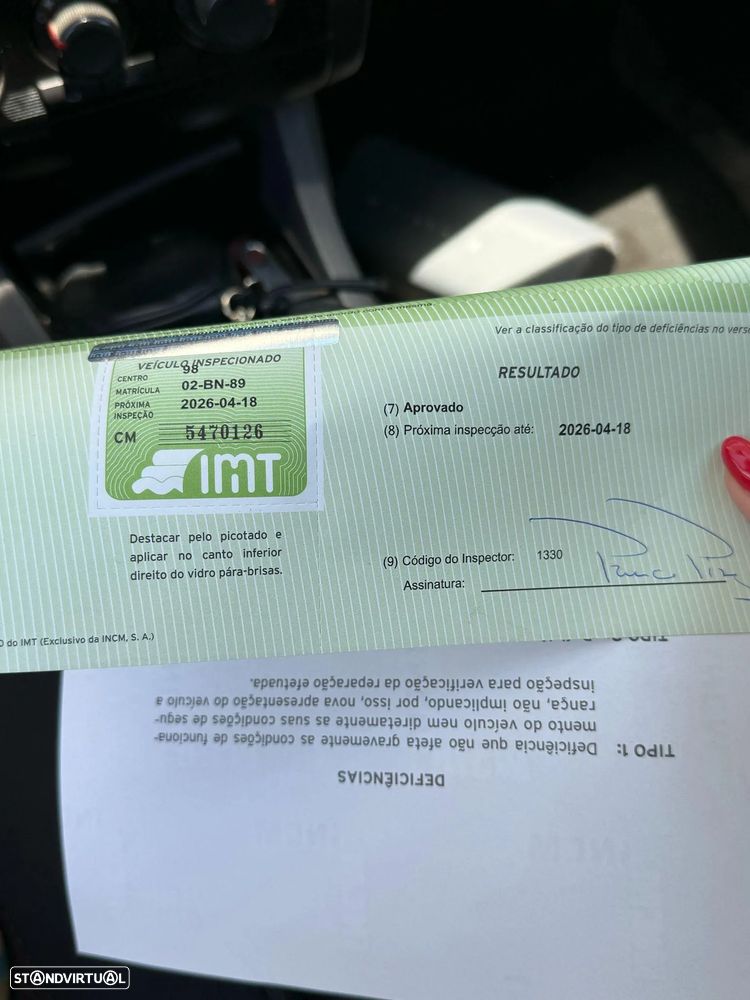 Ver a classificação do tipo de deficiências no verso
VEÍCULO INSPECIONADO
CENTRO 98
MATRÍCULA 02-BN-89
PRÓXIMA INSPEÇÃO 2026-04-18
CM 5470126
IMT
Destacar pelo picotado e
aplicar no canto inferior
direito do vidro pára-brisas.
RESULTADO
(7) Aprovado
(8) Próxima inspecção até: 2026-04-18
(9) Código do Inspector: 1330
Assinatura:
O do IMT (Exclusivo da INCM, S. A.)
DEFICIÊNCIAS
TIPO 1: Deficiência que não afeta gravemente as condições de funciona-
mento do veículo nem diretamente as suas condições de segu-
rança, não implicando, por isso, nova apresentação do veículo a
inspeção para verificação da reparação efetuada.
STANDVIRTUAL